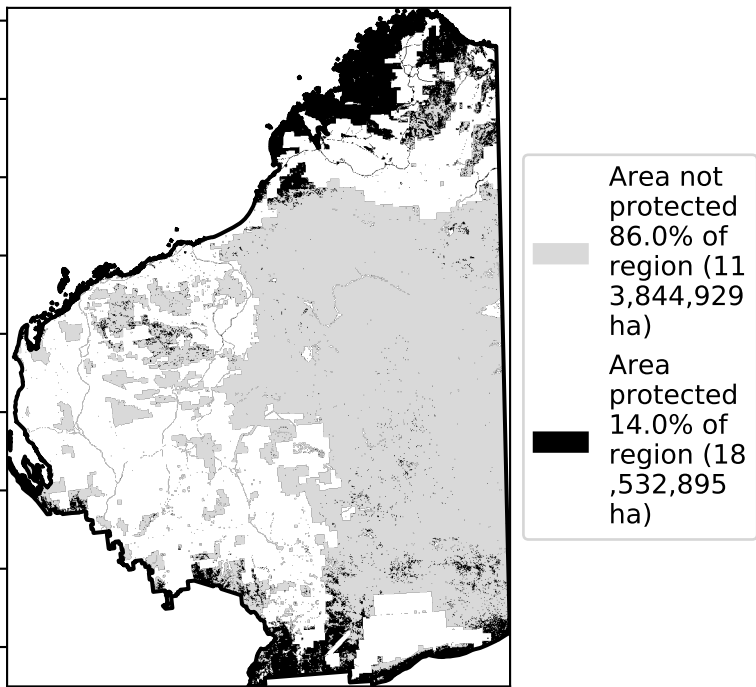 Area not
protected
86.0% of
region (11
3,844,929
ha)
Area
protected
14.0% of
region (18
,532,895
ha)